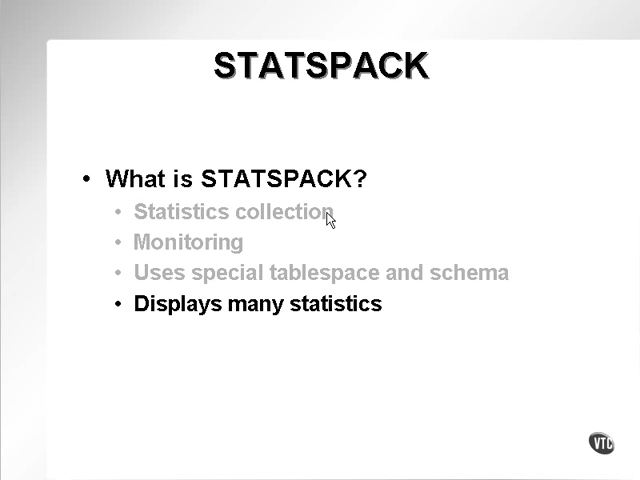 STATSPACK
• What is STATSPACK?
• Statistics collection
• Monitoring
• Uses special tablespace and schema
• Displays many statistics
VTC